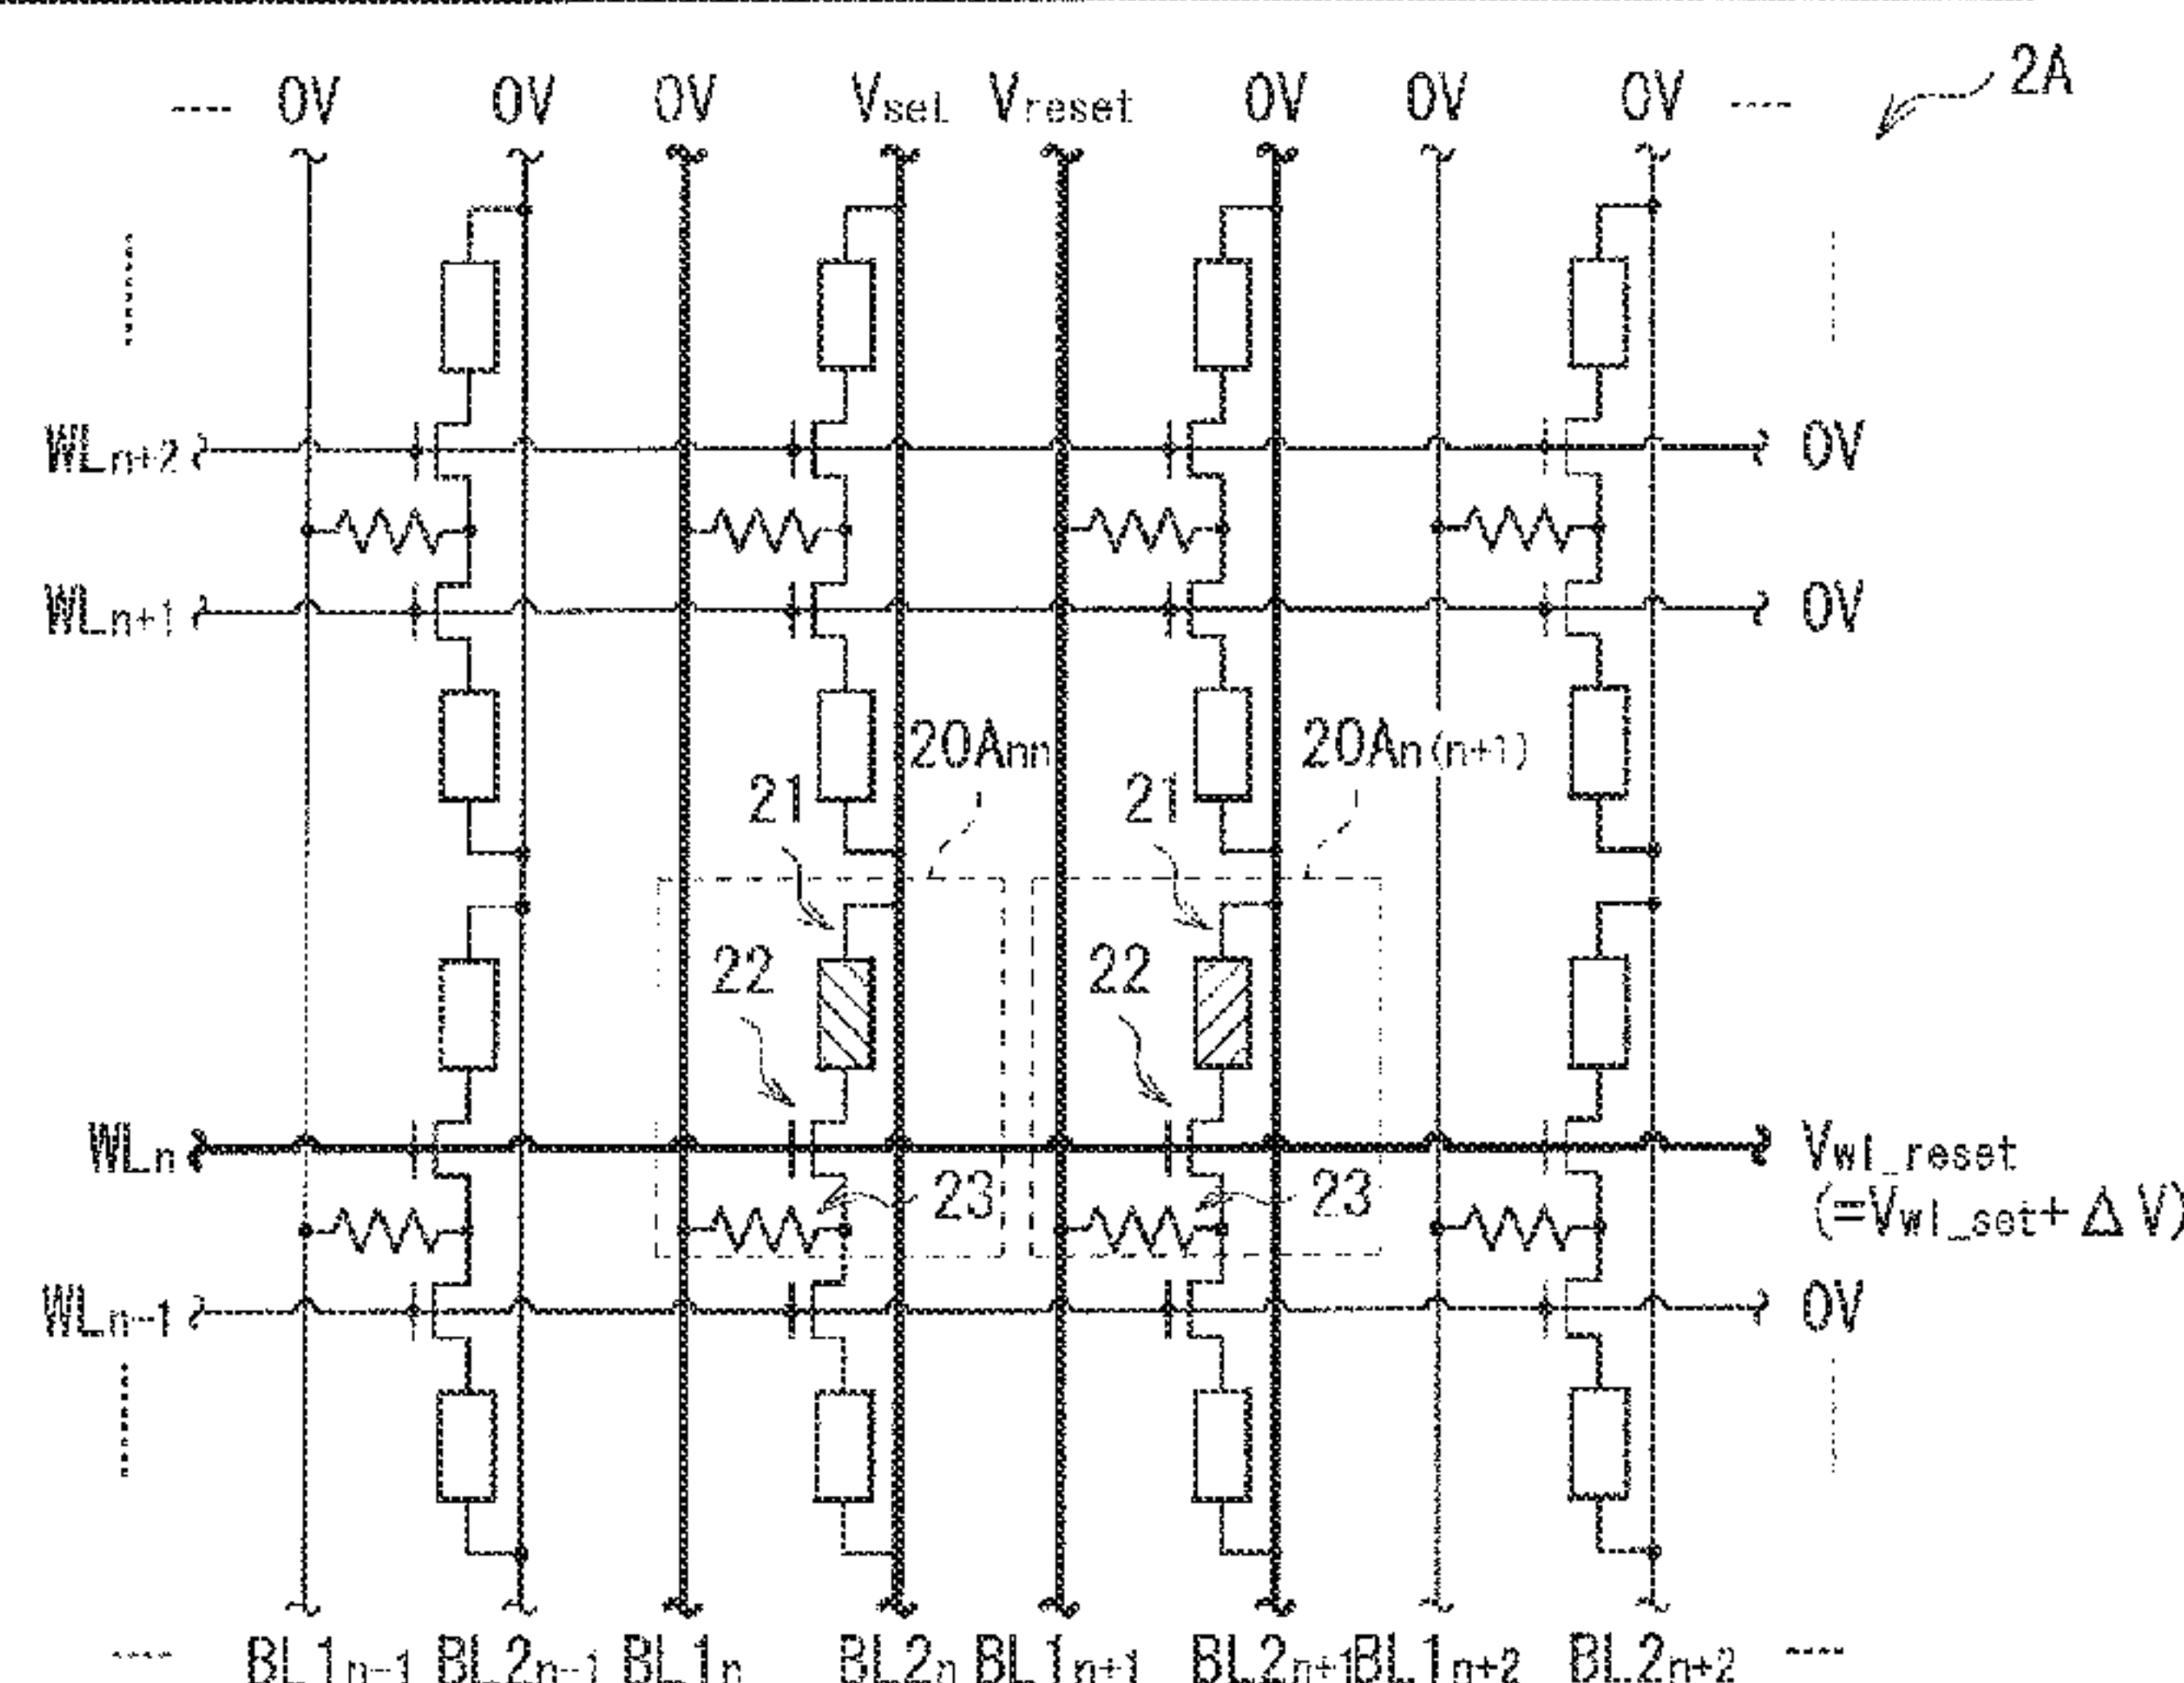 2A
---- 0V 0V 0V Vset Vreset 0V 0V 0V ----
WLn+2 0V
WLn+1 0V
20Ann 20An(n+1)
21 21
22 22
WLn Vwl_reset
(=Vwl_set+ΔV)
23 23
WLn-1 0V
---- BL1n-1 BL2n-1 BL1n BL2n BL1n+1 BL2n+1 BL1n+2 BL2n+2 ----